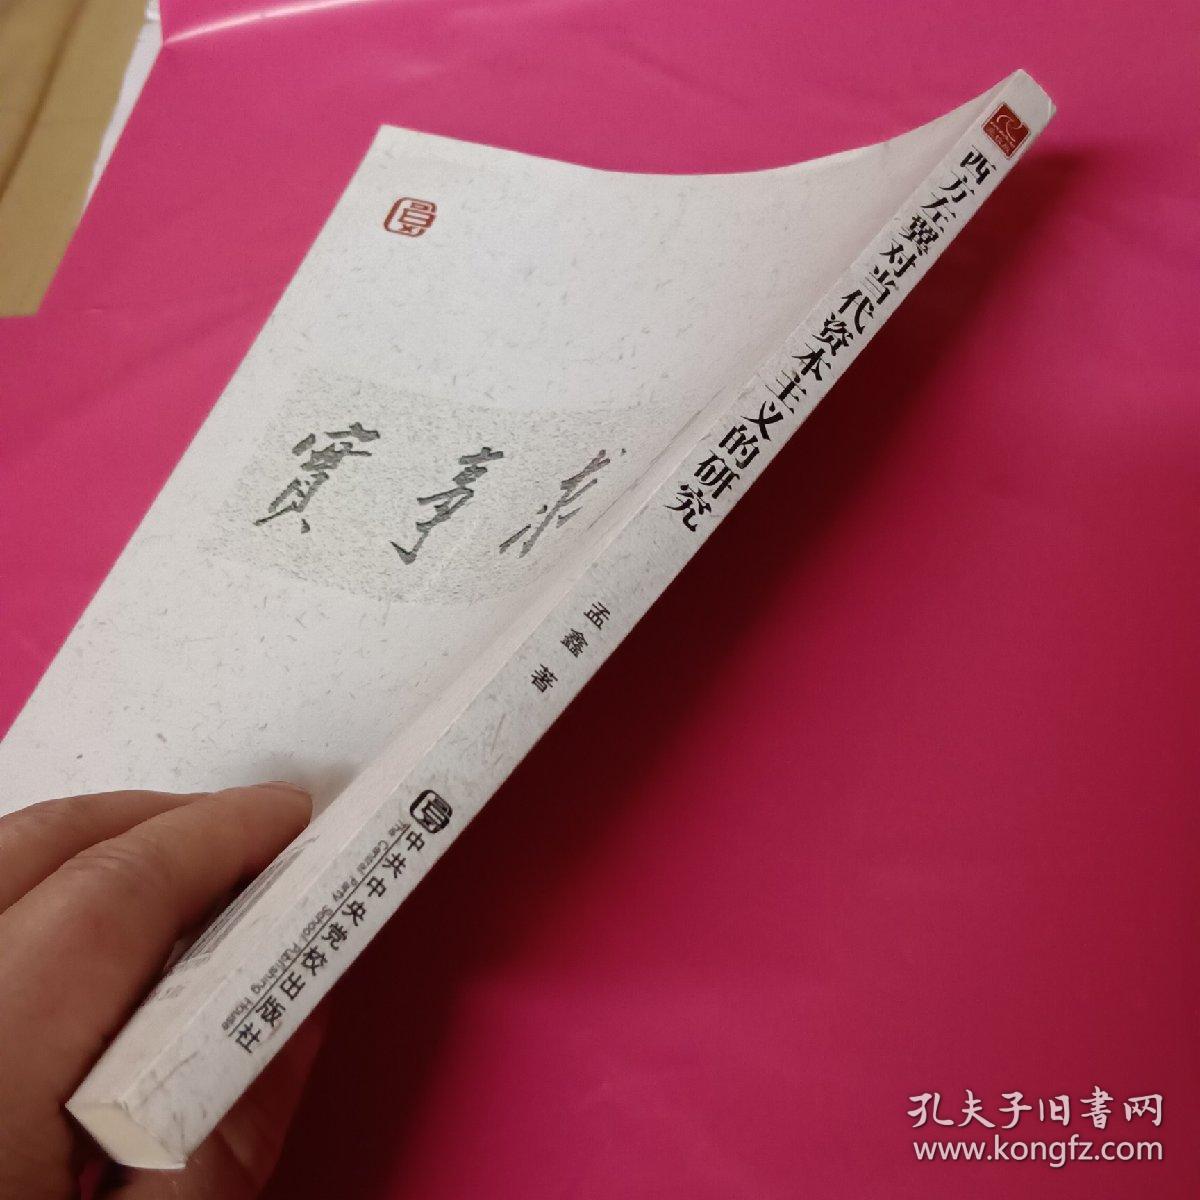 西方左翼对当代资本主义的研究
孟鑫 著
中共中央党校出版社
The Central Party School Publishing House
孔夫子旧书网
www.kongfz.com